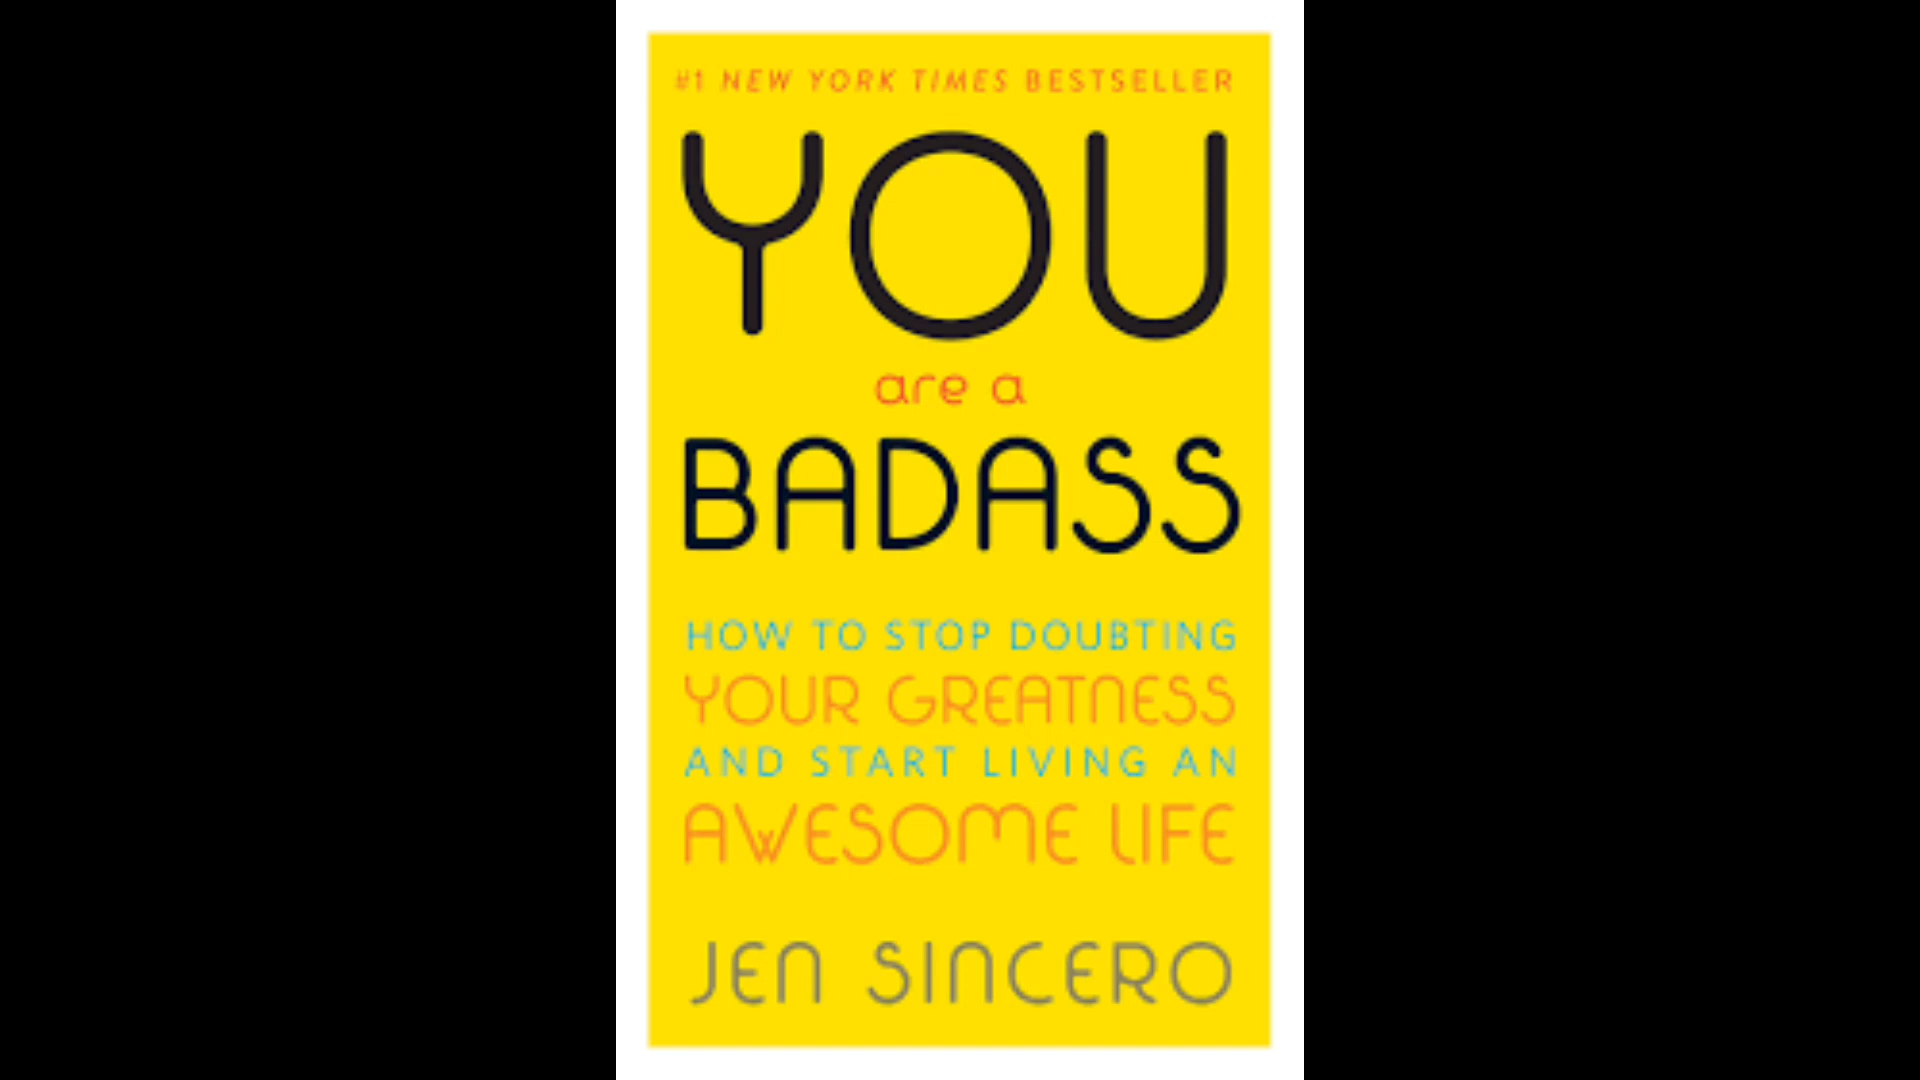 #1 NEW YORK TIMES BESTSELLER
YOU
are a
BADASS
HOW TO STOP DOUBTING
YOUR GREATNESS
AND START LIVING AN
AWESOME LIFE
JEN SINCERO